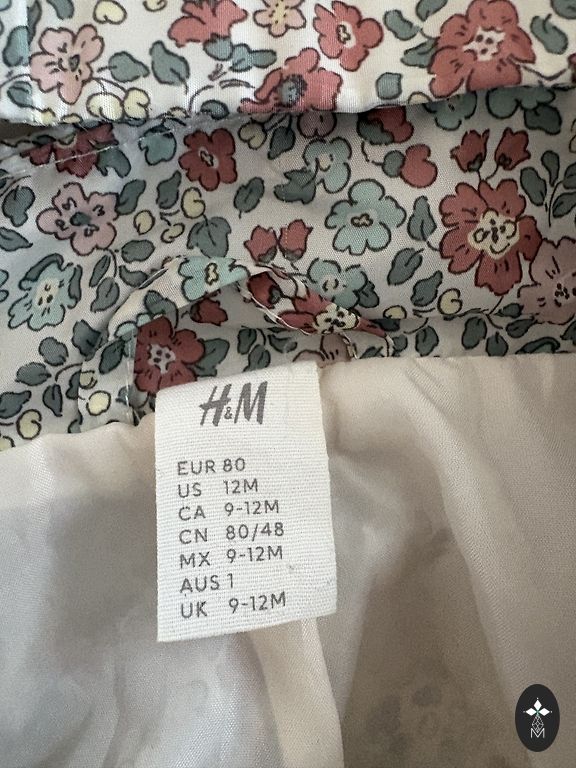 H&M
EUR 80
US 12M
CA 9-12M
CN 80/48
MX 9-12M
AUS 1
UK 9-12M
M